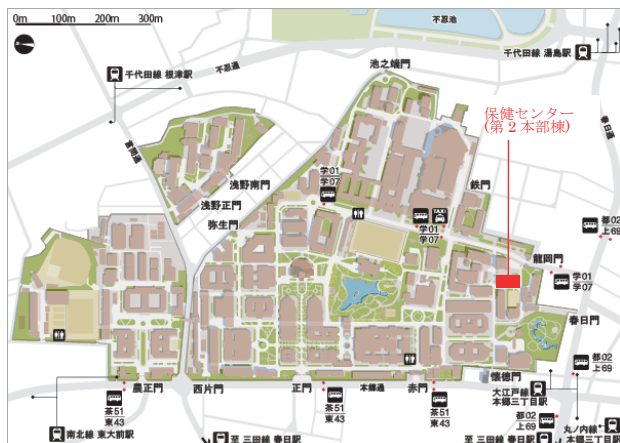 0m 100m 200m 300m
不忍池
千代田線 湯島駅
千代田線 根津駅
不忍通
池之端門
言問通
春日通
保健センター
(第２本部棟)
浅野南門
浅野正門
弥生門
学01
学07
TAXI
学01
学07
鉄門
都02
上69
龍岡門
学01
学07
春日門
都02
上69
農正門
西片門
正門
本郷通
赤門
懐徳門
茶51
東43
茶51
東43
茶51
東43
大江戸線
本郷三丁目駅
都02
上69
丸ノ内線
本郷三丁目駅
南北線 東大前駅
至 三田線 春日駅
至 三田線 春日駅